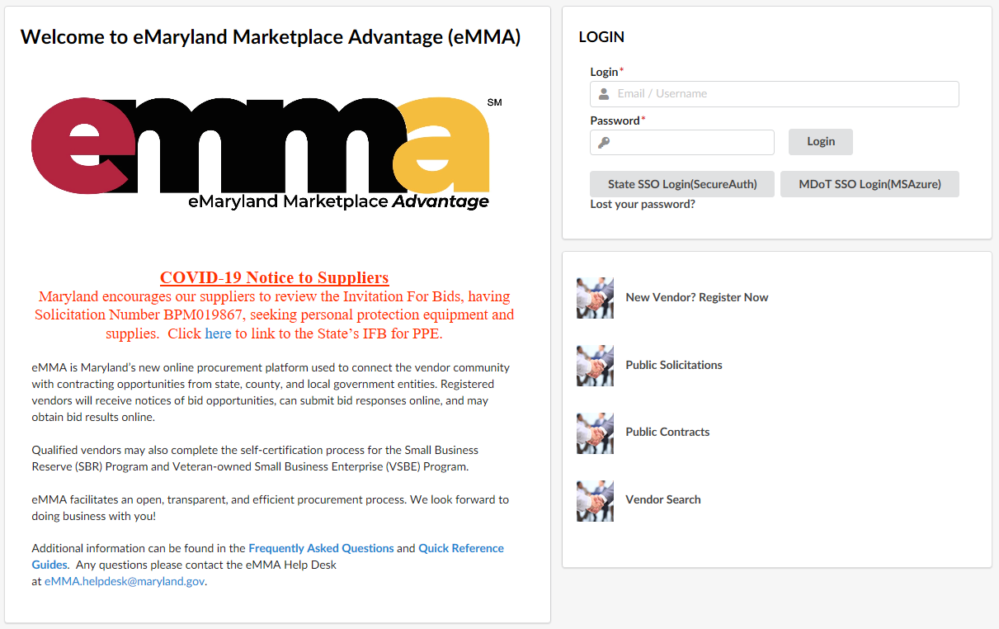 Welcome to eMaryland Marketplace Advantage (eMMA)
emma SM
eMaryland Marketplace Advantage
COVID-19 Notice to Suppliers
Maryland encourages our suppliers to review the Invitation For Bids, having
Solicitation Number BPM019867, seeking personal protection equipment and
supplies.  Click here to link to the State’s IFB for PPE.
eMMA is Maryland’s new online procurement platform used to connect the vendor community
with contracting opportunities from state, county, and local government entities. Registered
vendors will receive notices of bid opportunities, can submit bid responses online, and may
obtain bid results online.
Qualified vendors may also complete the self-certification process for the Small Business
Reserve (SBR) Program and Veteran-owned Small Business Enterprise (VSBE) Program.
eMMA facilitates an open, transparent, and efficient procurement process. We look forward to
doing business with you!
Additional information can be found in the Frequently Asked Questions and Quick Reference
Guides.  Any questions please contact the eMMA Help Desk
at eMMA.helpdesk@maryland.gov.
LOGIN
Login*
Email / Username
Password*
Login
State SSO Login(SecureAuth)
MDoT SSO Login(MSAzure)
Lost your password?
New Vendor? Register Now
Public Solicitations
Public Contracts
Vendor Search